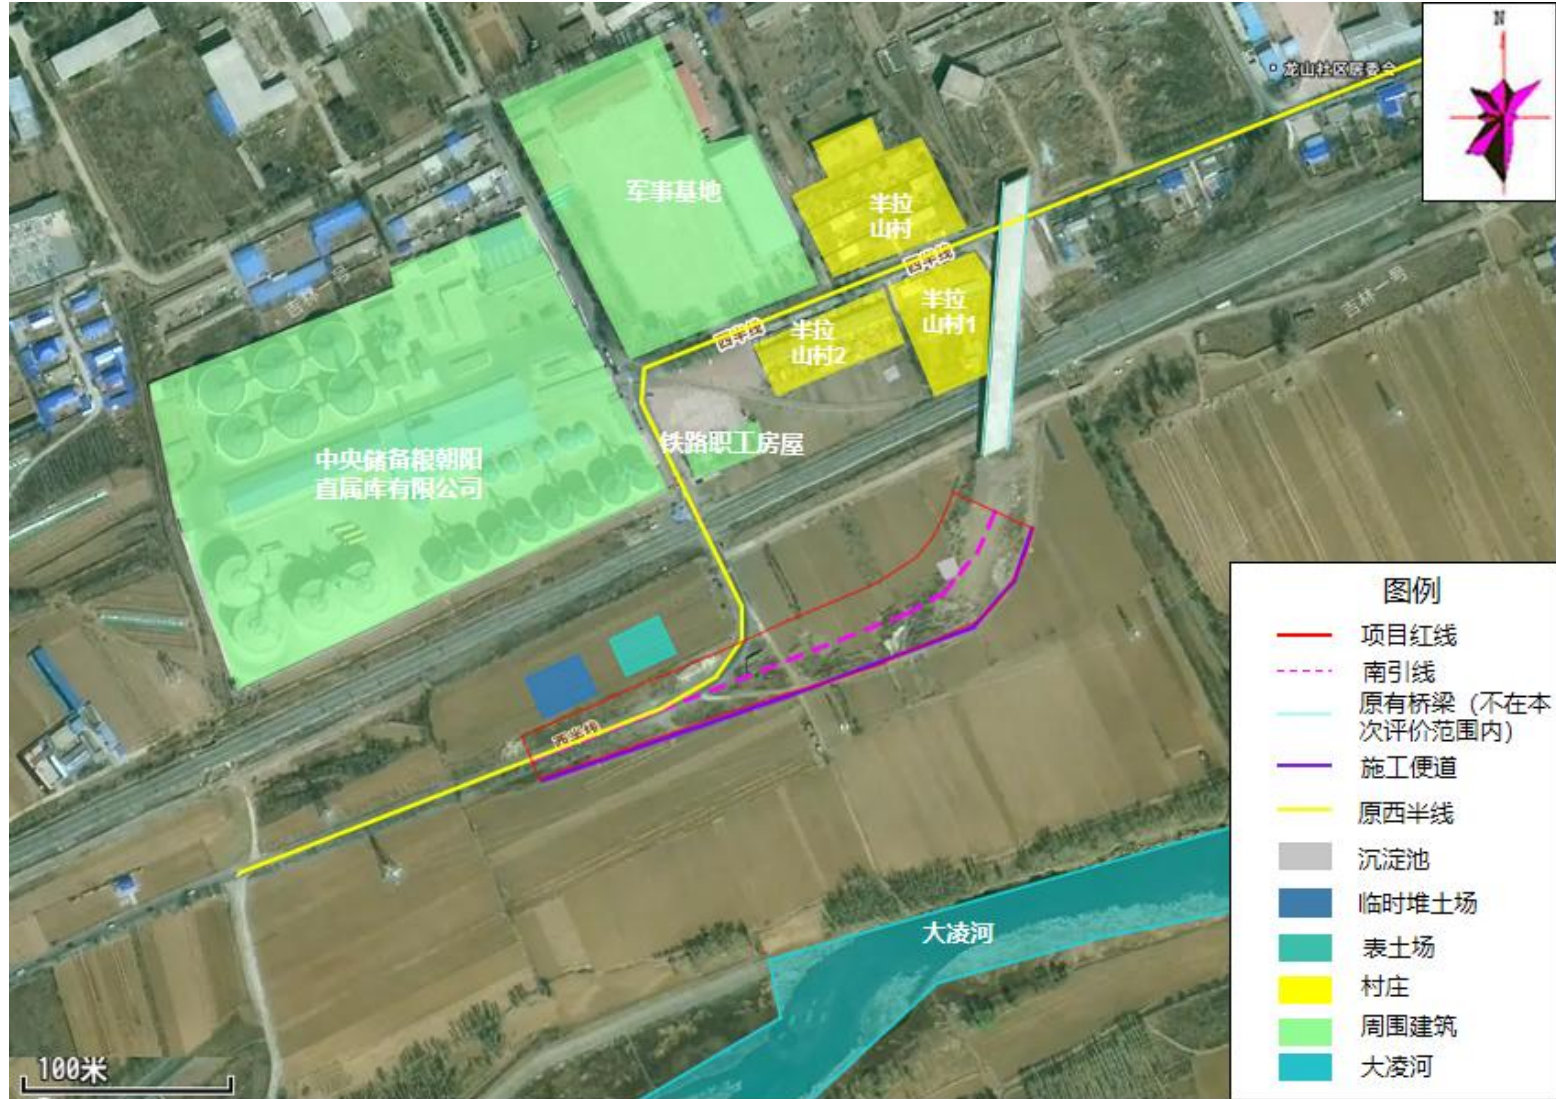 N
龙山社区居委会
军事基地
半拉
山村
西半线
半拉
山村1
吉林一号
西半线
半拉
山村2
铁路职工房屋
中央储备粮朝阳
直属库有限公司
西半线
大凌河
100米
图例
项目红线
南引线
原有桥梁（不在本
次评价范围内）
施工便道
原西半线
沉淀池
临时堆土场
表土场
村庄
周围建筑
大凌河